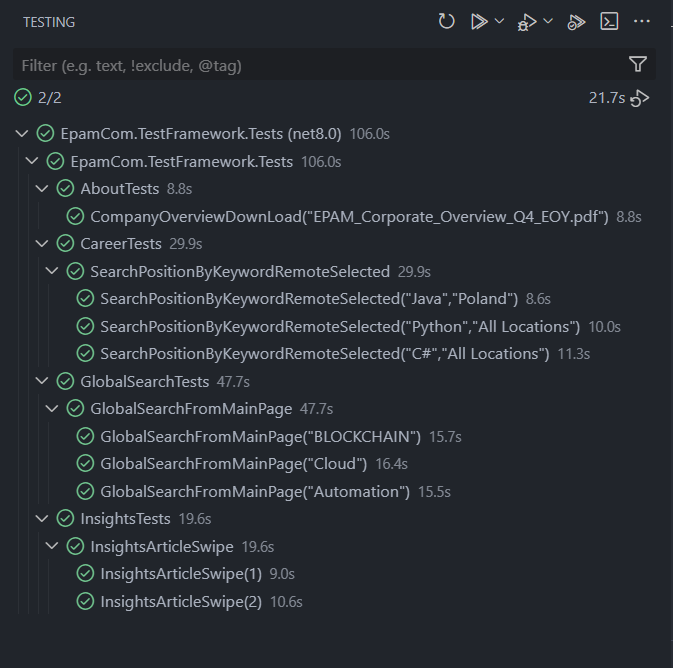 TESTING
Filter (e.g. text, !exclude, @tag)
2/2 21.7s
EpamCom.TestFramework.Tests (net8.0) 106.0s
EpamCom.TestFramework.Tests 106.0s
AboutTests 8.8s
CompanyOverviewDownLoad("EPAM_Corporate_Overview_Q4_EOY.pdf") 8.8s
CareerTests 29.9s
SearchPositionByKeywordRemoteSelected 29.9s
SearchPositionByKeywordRemoteSelected("Java","Poland") 8.6s
SearchPositionByKeywordRemoteSelected("Python","All Locations") 10.0s
SearchPositionByKeywordRemoteSelected("C#","All Locations") 11.3s
GlobalSearchTests 47.7s
GlobalSearchFromMainPage 47.7s
GlobalSearchFromMainPage("BLOCKCHAIN") 15.7s
GlobalSearchFromMainPage("Cloud") 16.4s
GlobalSearchFromMainPage("Automation") 15.5s
InsightsTests 19.6s
InsightsArticleSwipe 19.6s
InsightsArticleSwipe(1) 9.0s
InsightsArticleSwipe(2) 10.6s